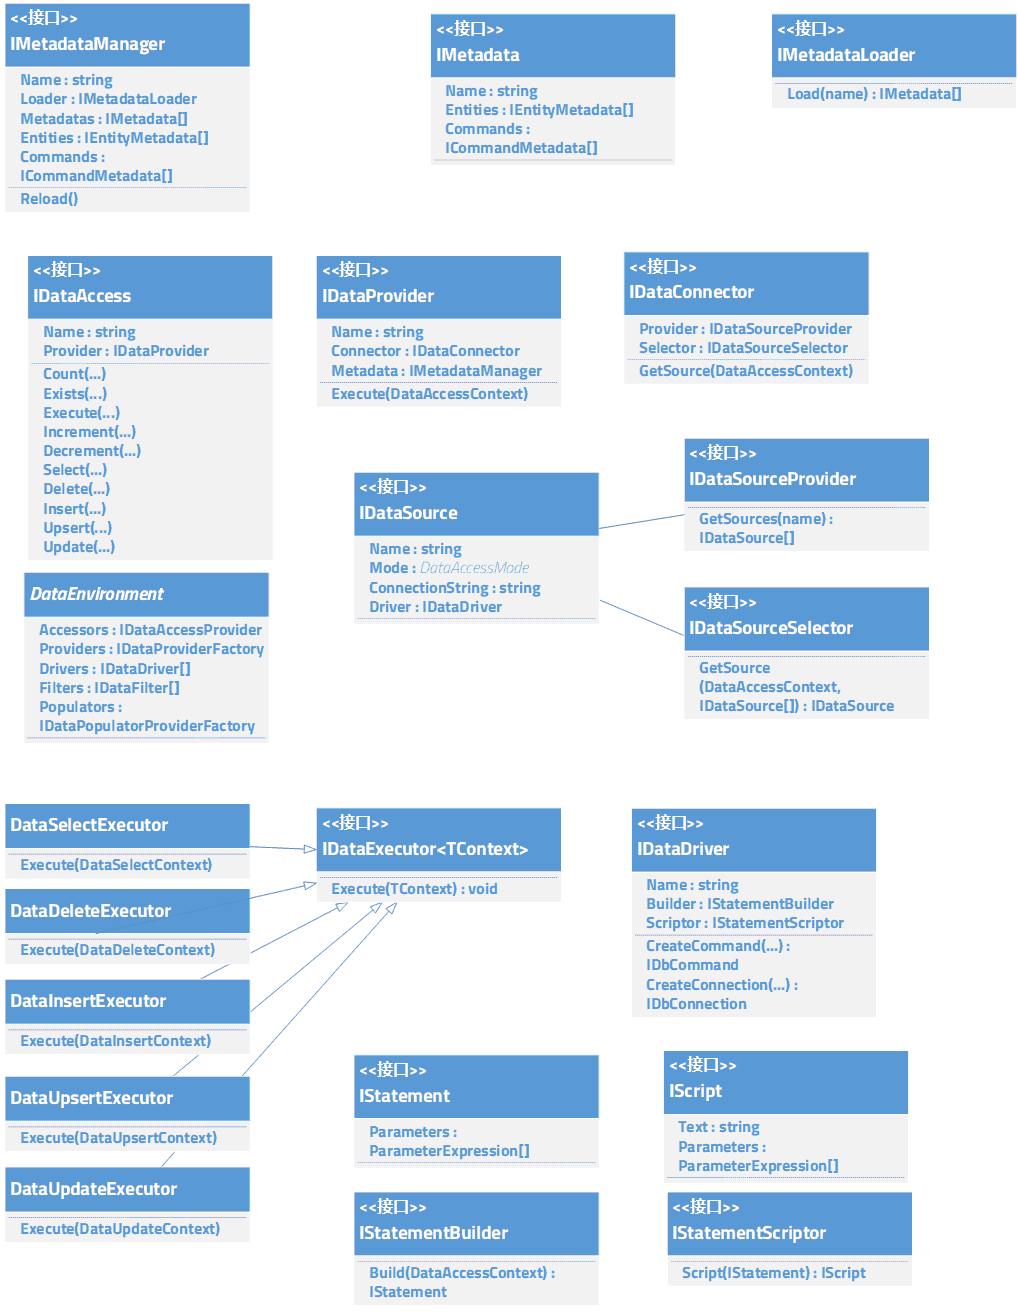 <<接口>>
IMetadataManager
Name : string
Loader : IMetadataLoader
Metadatas : IMetadata[]
Entities : IEntityMetadata[]
Commands :
ICommandMetadata[]
Reload()
<<接口>>
IMetadata
Name : string
Entities : IEntityMetadata[]
Commands :
ICommandMetadata[]
<<接口>>
IMetadataLoader
Load(name) : IMetadata[]
<<接口>>
IDataAccess
Name : string
Provider : IDataProvider
Count(...)
Exists(...)
Execute(...)
Increment(...)
Decrement(...)
Select(...)
Delete(...)
Insert(...)
Upsert(...)
Update(...)
<<接口>>
IDataProvider
Name : string
Connector : IDataConnector
Metadata : IMetadataManager
Execute(DataAccessContext)
<<接口>>
IDataConnector
Provider : IDataSourceProvider
Selector : IDataSourceSelector
GetSource(DataAccessContext)
<<接口>>
IDataSource
Name : string
Mode : DataAccessMode
ConnectionString : string
Driver : IDataDriver
<<接口>>
IDataSourceProvider
GetSources(name) :
IDataSource[]
<<接口>>
IDataSourceSelector
GetSource
(DataAccessContext,
IDataSource[]) : IDataSource
DataEnvironment
Accessors : IDataAccessProvider
Providers : IDataProviderFactory
Drivers : IDataDriver[]
Filters : IDataFilter[]
Populators :
IDataPopulatorProviderFactory
DataSelectExecutor
Execute(DataSelectContext)
DataDeleteExecutor
Execute(DataDeleteContext)
DataInsertExecutor
Execute(DataInsertContext)
DataUpsertExecutor
Execute(DataUpsertContext)
DataUpdateExecutor
Execute(DataUpdateContext)
<<接口>>
IDataExecutor<TContext>
Execute(TContext) : void
<<接口>>
IDataDriver
Name : string
Builder : IStatementBuilder
Scriptor : IStatementScriptor
CreateCommand(...) :
IDbCommand
CreateConnection(...) :
IDbConnection
<<接口>>
IStatement
Parameters :
ParameterExpression[]
<<接口>>
IScript
Text : string
Parameters :
ParameterExpression[]
<<接口>>
IStatementBuilder
Build(DataAccessContext) :
IStatement
<<接口>>
IStatementScriptor
Script(IStatement) : IScript